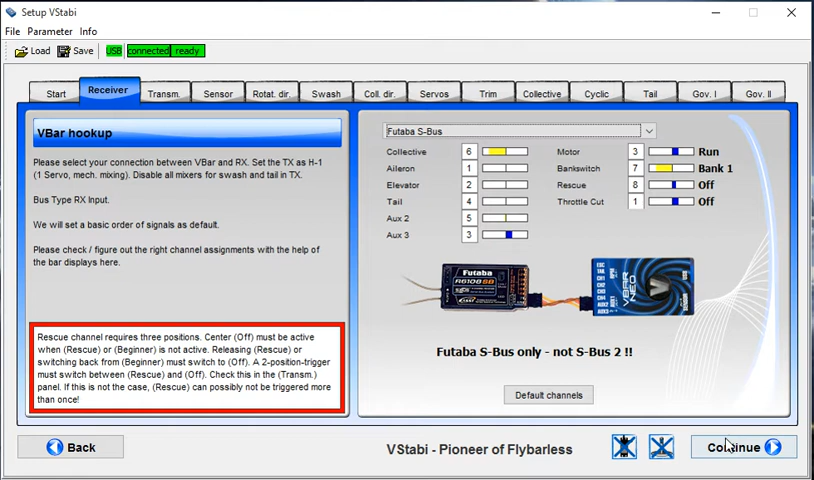 Setup VStabi
File Parameter Info
Load Save USB connected ready
Start Receiver Transm. Sensor Rotat. dir. Swash Coll. dir. Servos Trim Collective Cyclic Tail Gov. I Gov. II
VBar hookup
Please select your connection between VBar and RX. Set the TX as H-1
(1 Servo, mech. mixing). Disable all mixers for swash and tail in TX.
Bus Type RX Input.
We will set a basic order of signals as default.
Please check / figure out the right channel assignments with the help of
the bar displays here.
Rescue channel requires three positions. Center (Off) must be active
when (Rescue) or (Beginner) is not active. Releasing (Rescue) or
switching back from (Beginner) must switch to (Off). A 2-position-trigger
must switch between (Rescue) and (Off). Check this in the (Transm.)
panel. If this is not the case, (Rescue) can possibly not be triggered more
than once!
Futaba S-Bus
Collective 6
Aileron 1
Elevator 2
Tail 4
Aux 2 5
Aux 3 3
Motor 3 Run
Bankswitch 7 Bank 1
Rescue 8 Off
Throttle Cut 1 Off
Futaba
R6108SB
VBAR
NEO
Futaba S-Bus only - not S-Bus 2 !!
Default channels
Back
VStabi - Pioneer of Flybarless
Continue